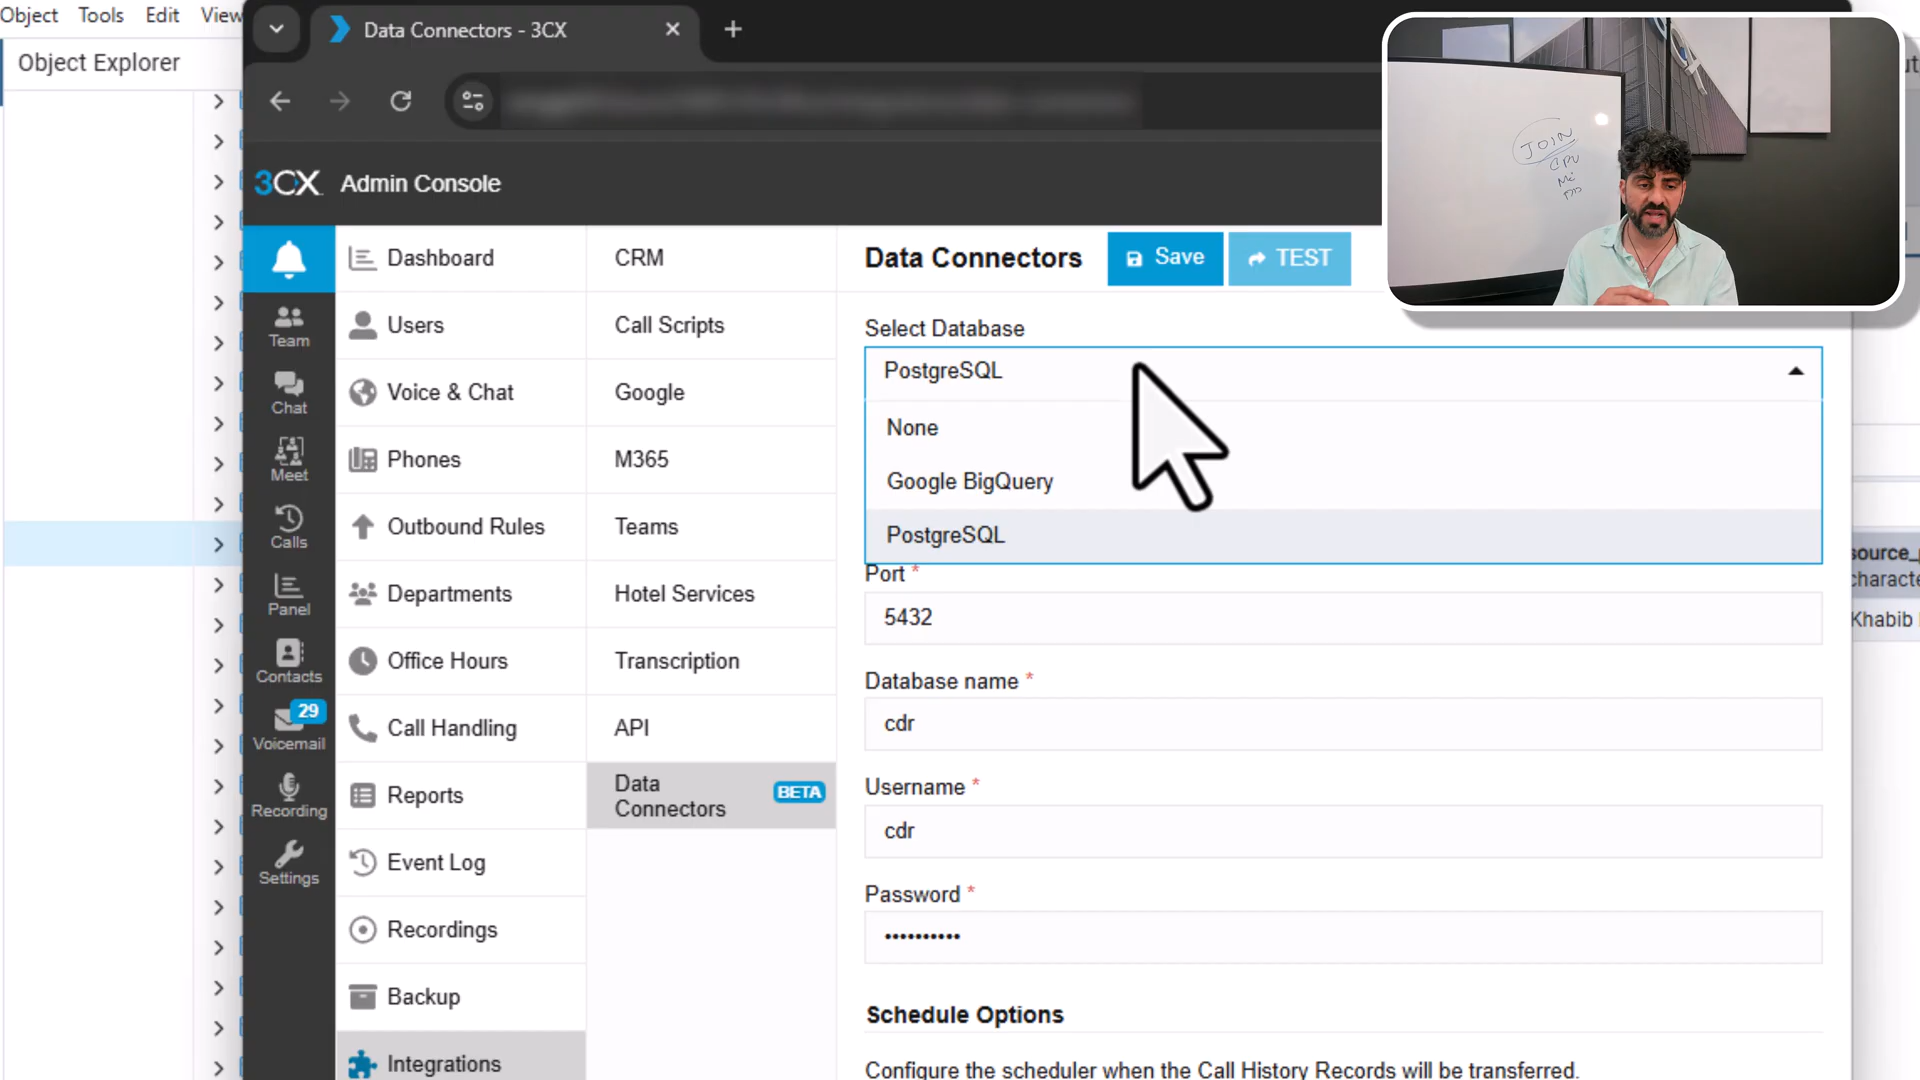 Object Tools Edit View
Object Explorer
Data Connectors - 3CX
3CX Admin Console
Team
Chat
Meet
Calls
Panel
Contacts
29
Voicemail
Recording
Settings
Dashboard
Users
Voice & Chat
Phones
Outbound Rules
Departments
Office Hours
Call Handling
Reports
Event Log
Recordings
Backup
Integrations
CRM
Call Scripts
Google
M365
Teams
Hotel Services
Transcription
API
Data
Connectors
BETA
Data Connectors
Save
TEST
Select Database
PostgreSQL
None
Google BigQuery
PostgreSQL
Port *
5432
Database name *
cdr
Username *
cdr
Password *
••••••••••
Schedule Options
Configure the scheduler when the Call History Records will be transferred.
JOIN
CPU
source_
characte
Khabib